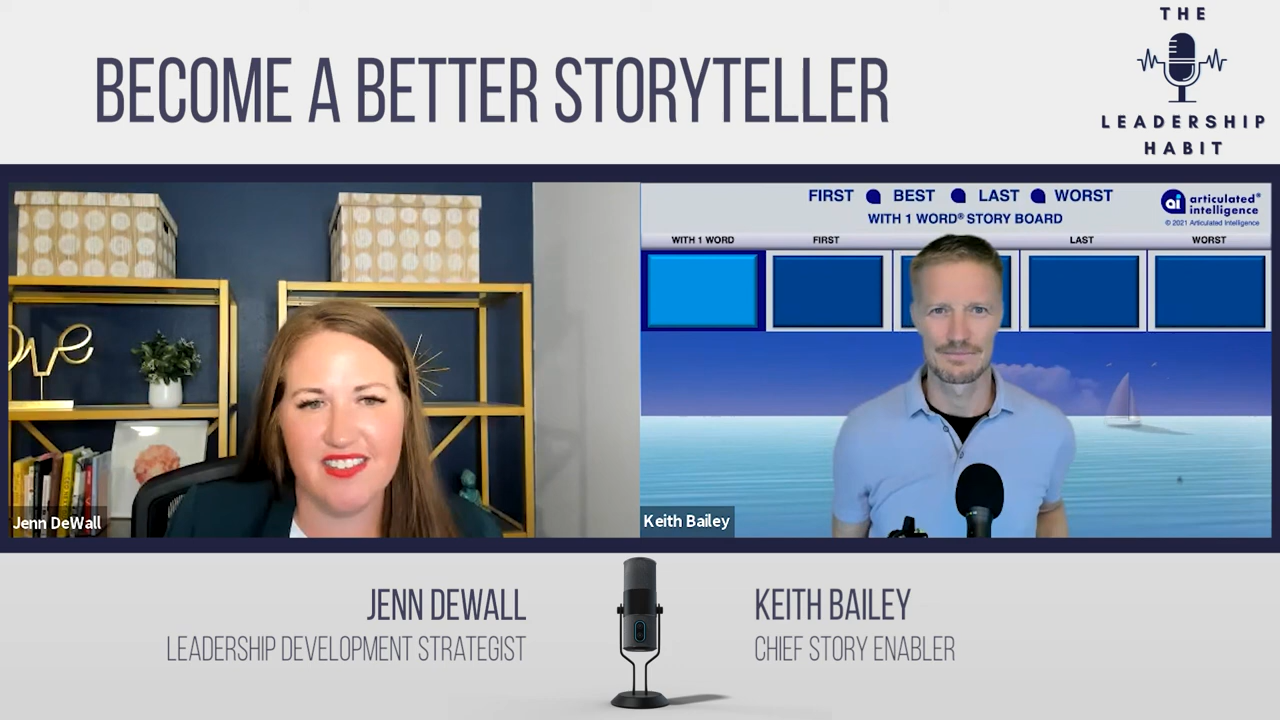 BECOME A BETTER STORYTELLER
THE
LEADERSHIP
HABIT
FIRST BEST LAST WORST
WITH 1 WORD® STORY BOARD
ai articulated®
intelligence
© 2021 Articulated Intelligence
WITH 1 WORD FIRST LAST WORST
ove
Jenn DeWall
Keith Bailey
JENN DEWALL
LEADERSHIP DEVELOPMENT STRATEGIST
KEITH BAILEY
CHIEF STORY ENABLER